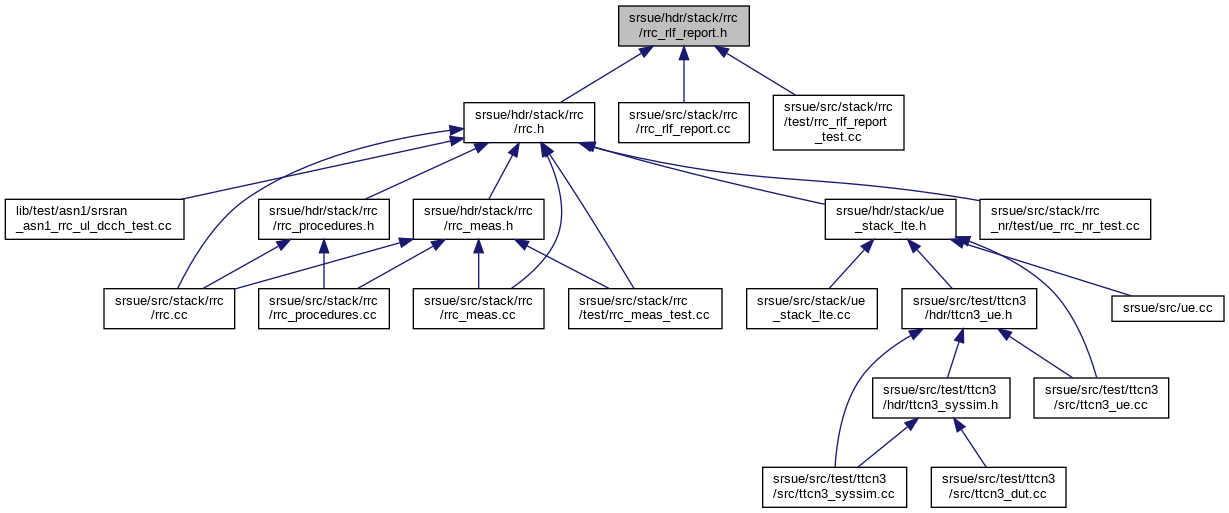 srsue/hdr/stack/rrc
/rrc_rlf_report.h
srsue/hdr/stack/rrc
/rrc.h
srsue/src/stack/rrc
/rrc_rlf_report.cc
srsue/src/stack/rrc
/test/rrc_rlf_report
_test.cc
lib/test/asn1/srsran
_asn1_rrc_ul_dcch_test.cc
srsue/hdr/stack/rrc
/rrc_procedures.h
srsue/hdr/stack/rrc
/rrc_meas.h
srsue/hdr/stack/ue
_stack_lte.h
srsue/src/stack/rrc
_nr/test/ue_rrc_nr_test.cc
srsue/src/stack/rrc
/rrc.cc
srsue/src/stack/rrc
/rrc_procedures.cc
srsue/src/stack/rrc
/rrc_meas.cc
srsue/src/stack/rrc
/test/rrc_meas_test.cc
srsue/src/stack/ue
_stack_lte.cc
srsue/src/test/ttcn3
/hdr/ttcn3_ue.h
srsue/src/ue.cc
srsue/src/test/ttcn3
/hdr/ttcn3_syssim.h
srsue/src/test/ttcn3
/src/ttcn3_ue.cc
srsue/src/test/ttcn3
/src/ttcn3_syssim.cc
srsue/src/test/ttcn3
/src/ttcn3_dut.cc